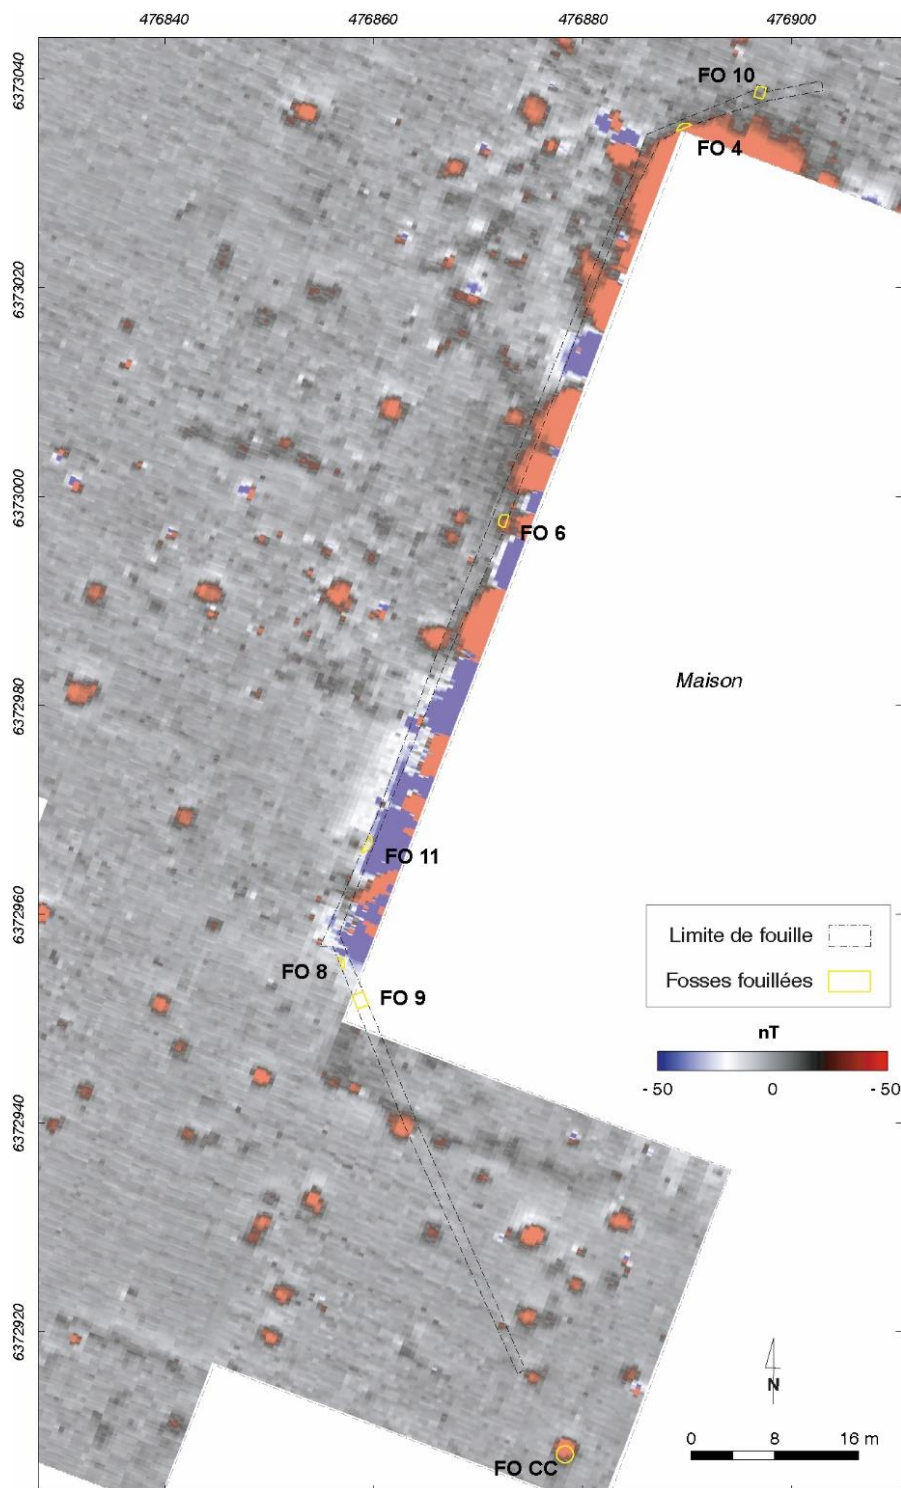 476840 476860 476880 476900
6373040
FO 10
FO 4
6373020
6373000
FO 6
Maison
6372980
FO 11
6372960
Limite de fouille
FO 8
Fosses fouillées
FO 9
nT
- 50 0 - 50
6372940
6372920
N
0 8 16 m
FO CC